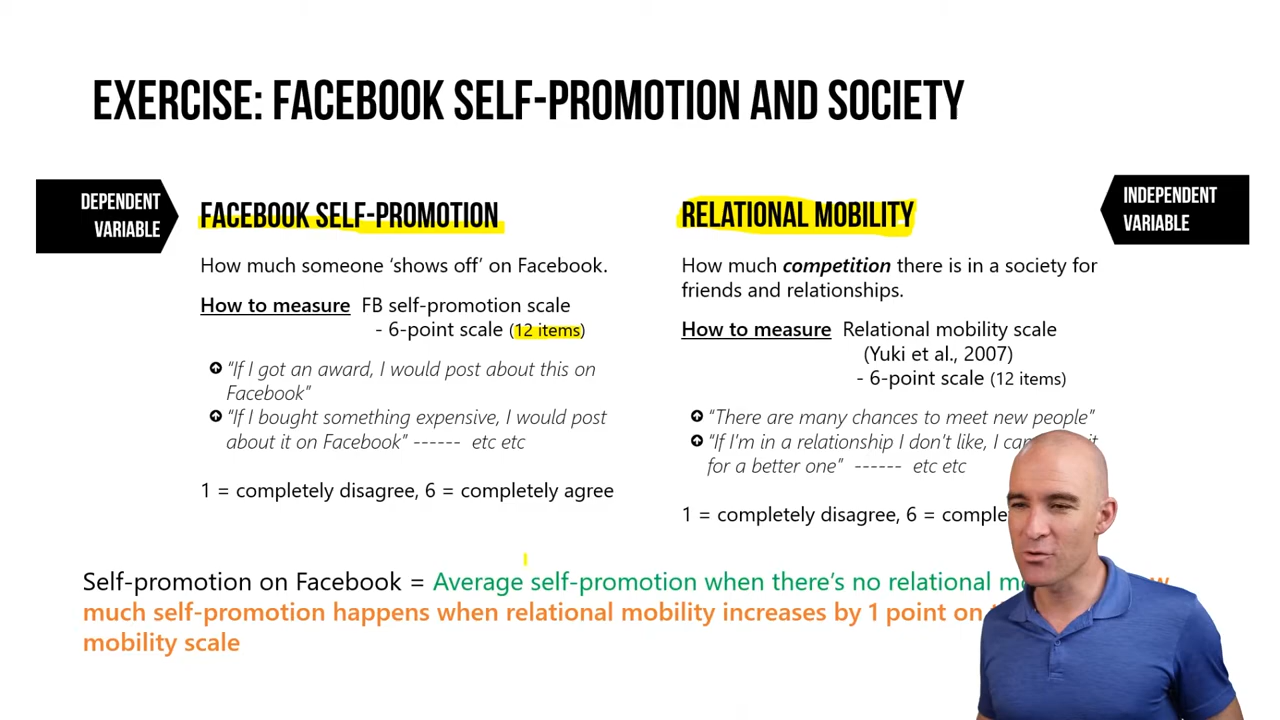 EXERCISE: FACEBOOK SELF-PROMOTION AND SOCIETY
DEPENDENT
VARIABLE
FACEBOOK SELF-PROMOTION
How much someone ‘shows off’ on Facebook.
How to measure FB self-promotion scale
- 6-point scale (12 items)
“If I got an award, I would post about this on
Facebook”
“If I bought something expensive, I would post
about it on Facebook” ------ etc etc
1 = completely disagree, 6 = completely agree
RELATIONAL MOBILITY
INDEPENDENT
VARIABLE
How much competition there is in a society for
friends and relationships.
How to measure Relational mobility scale
(Yuki et al., 2007)
- 6-point scale (12 items)
“There are many chances to meet new people”
“If I’m in a relationship I don’t like, I can
for a better one” ------ etc etc
1 = completely disagree, 6 =
Self-promotion on Facebook = Average self-promotion when there’s no relational
much self-promotion happens when relational mobility increases by 1 point on
mobility scale